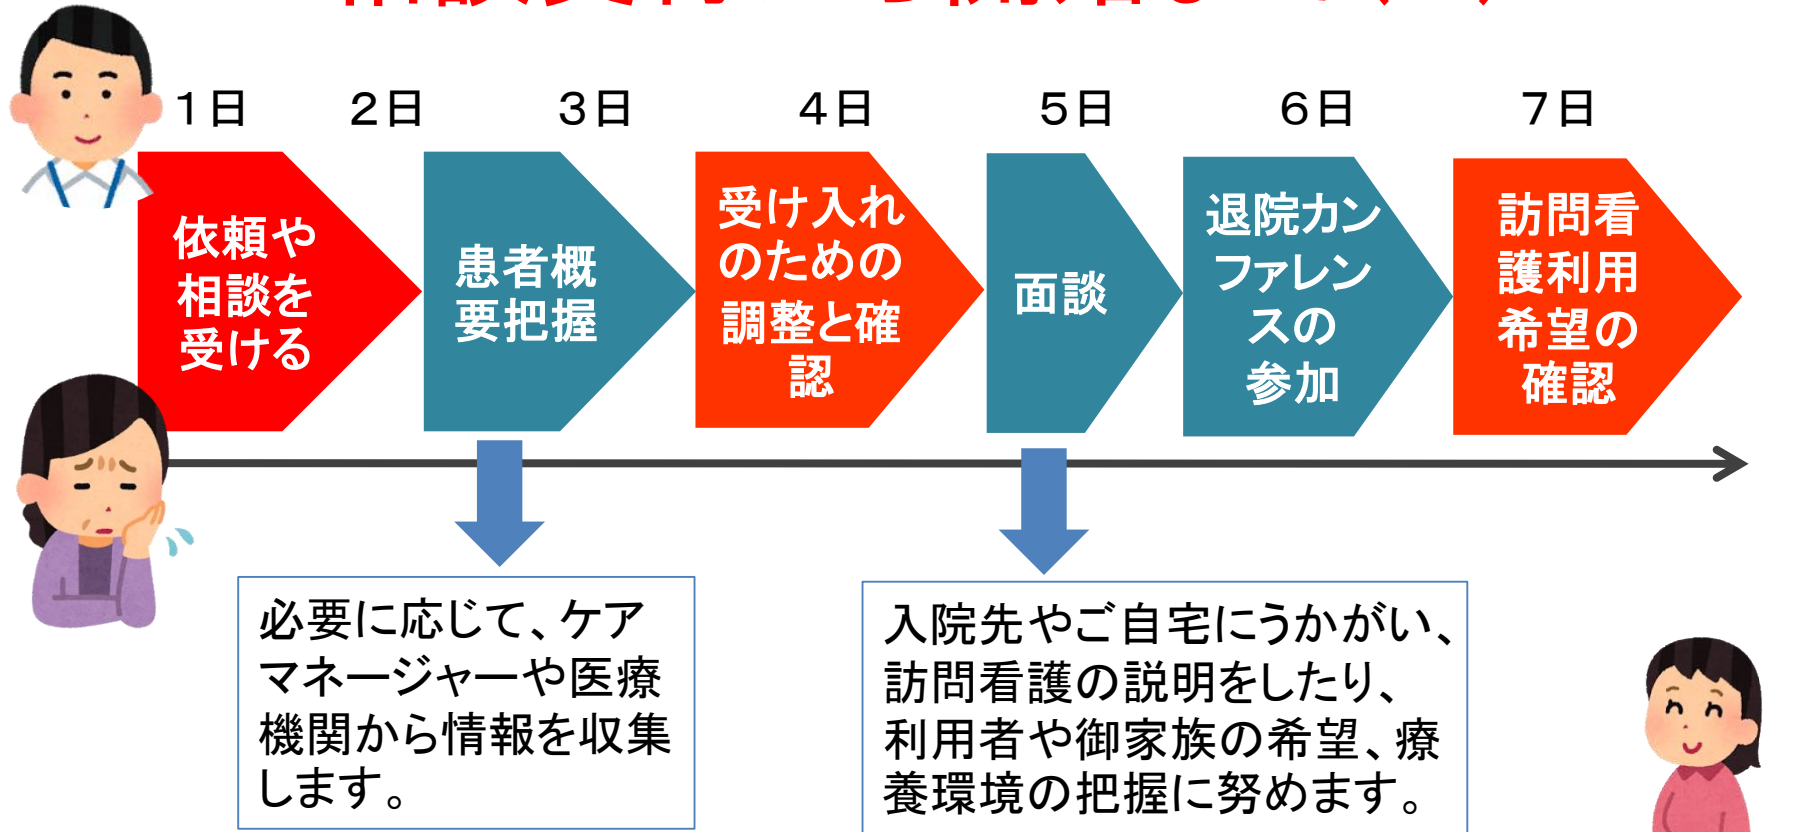 1日 2日 3日 4日 5日 6日 7日
依頼や
相談を
受ける
患者概
要把握
受け入れ
のための
調整と確
認
面談
退院カン
ファレン
スの
参加
訪問看
護利用
希望の
確認
必要に応じて、ケア
マネージャーや医療
機関から情報を収集
します。
入院先やご自宅にうかがい、
訪問看護の説明をしたり、
利用者や御家族の希望、療
養環境の把握に努めます。